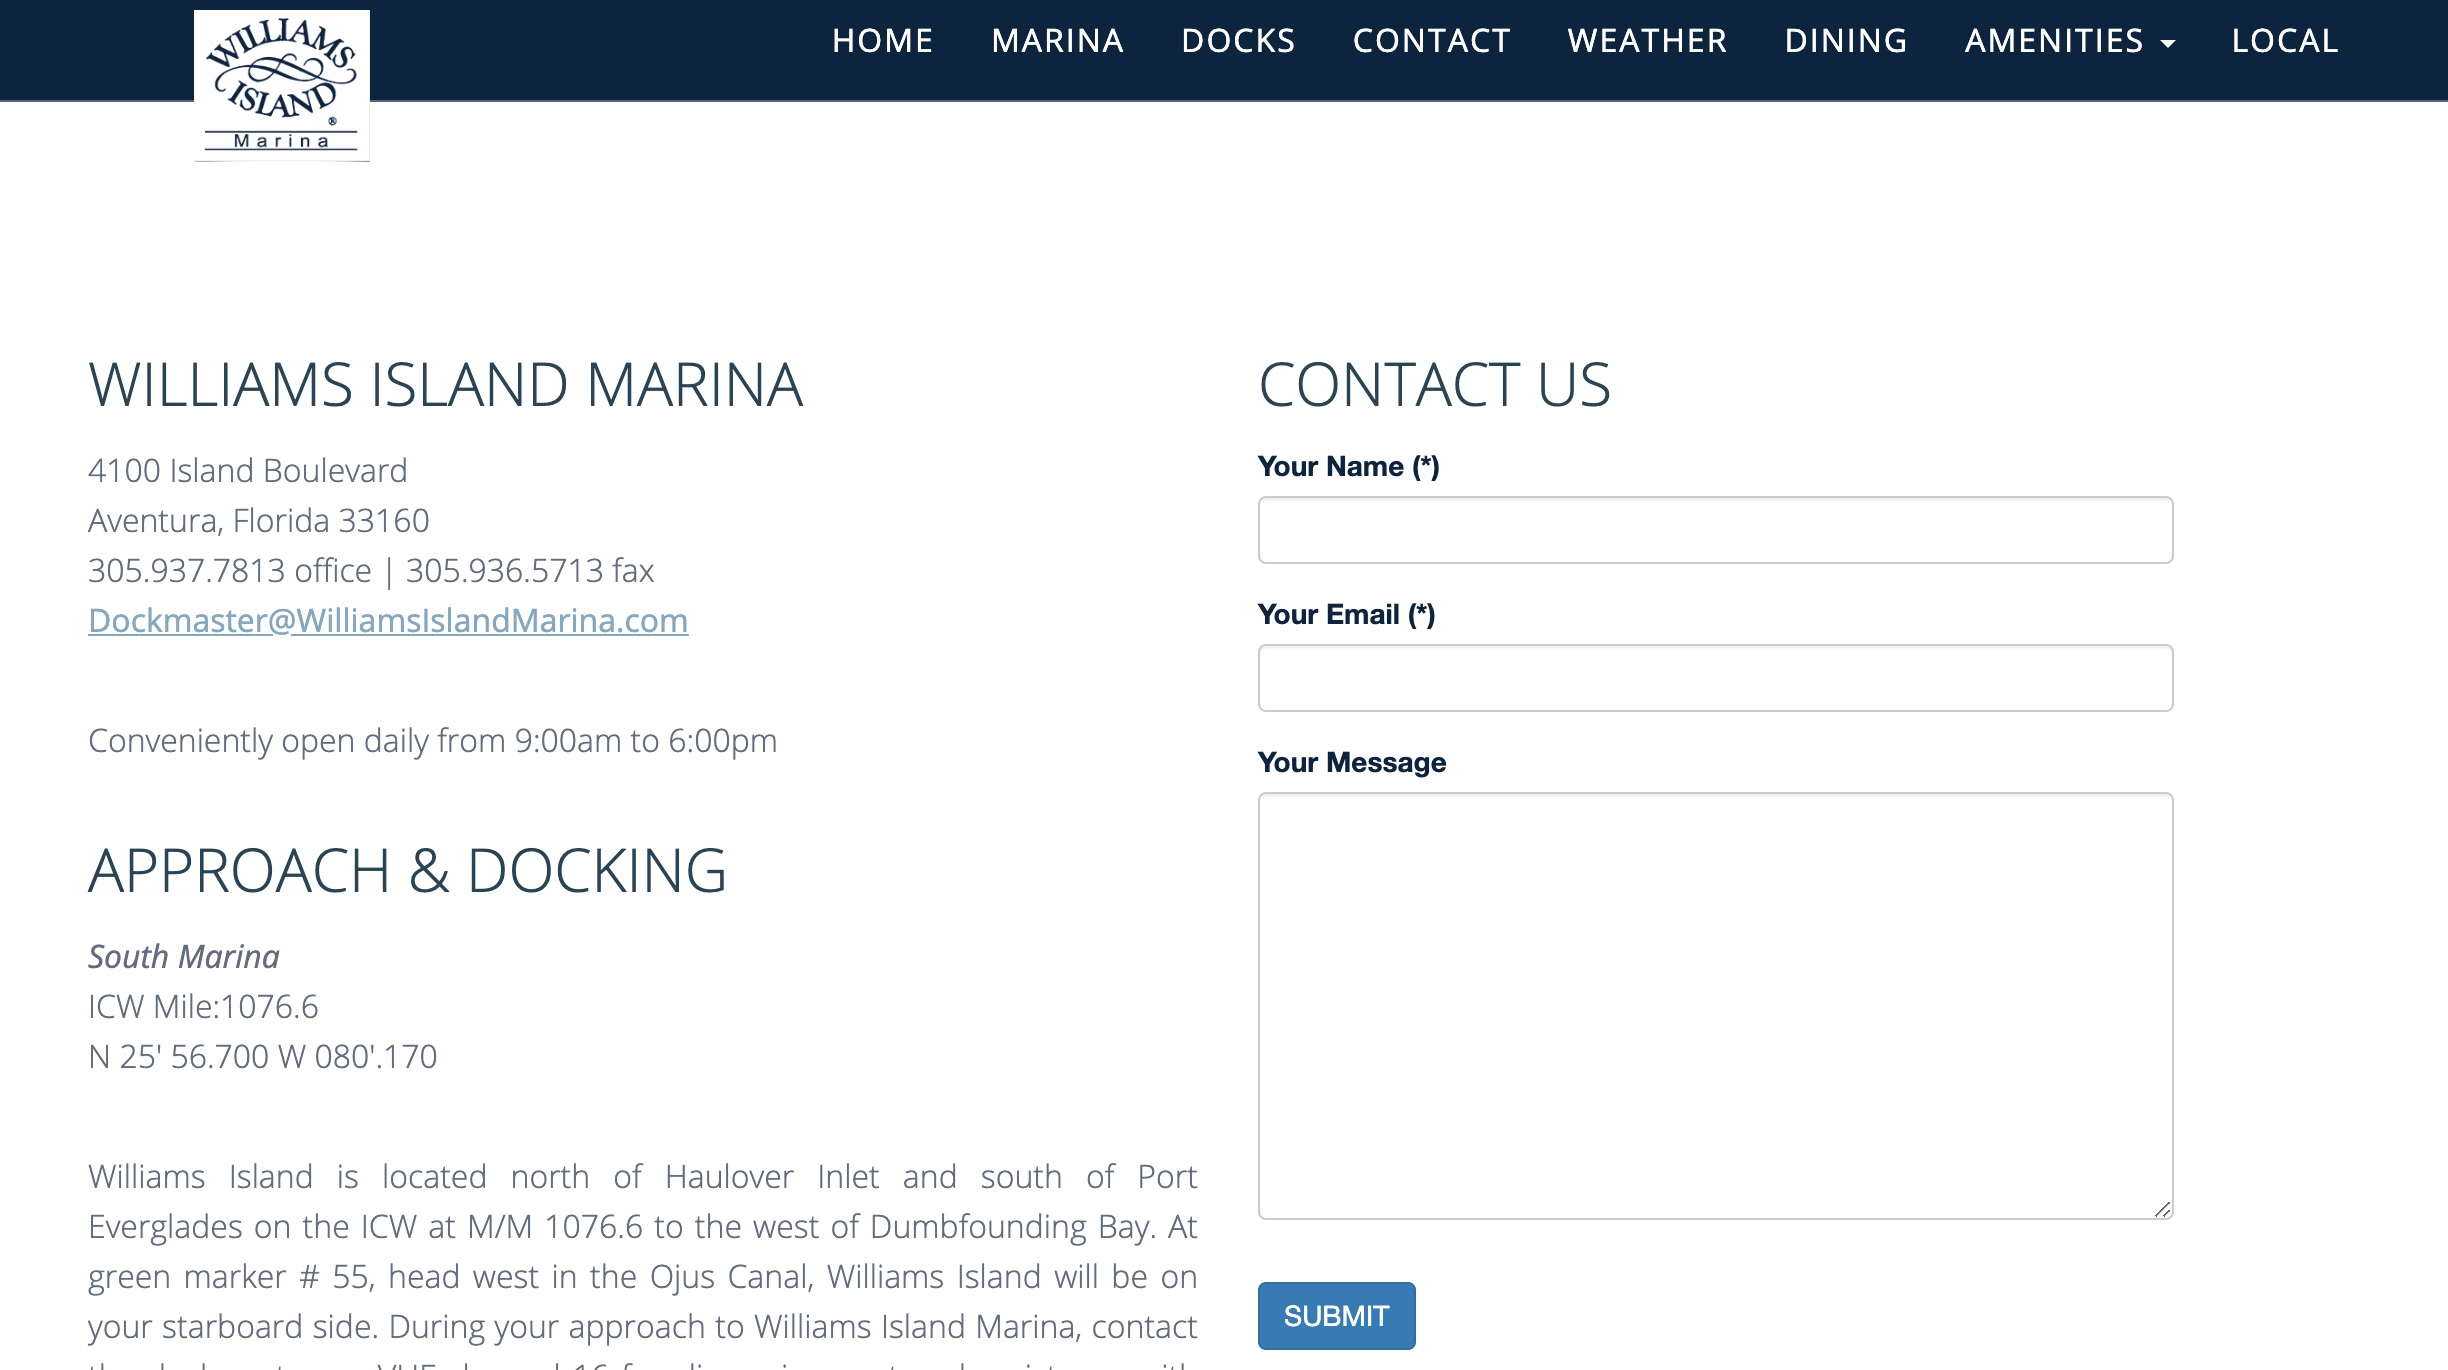 WILLIAMS
ISLAND
®
Marina
HOME MARINA DOCKS CONTACT WEATHER DINING AMENITIES LOCAL
WILLIAMS ISLAND MARINA
4100 Island Boulevard
Aventura, Florida 33160
305.937.7813 office | 305.936.5713 fax
Dockmaster@WilliamsIslandMarina.com
Conveniently open daily from 9:00am to 6:00pm
APPROACH & DOCKING
South Marina
ICW Mile:1076.6
N 25' 56.700 W 080'.170
Williams Island is located north of Haulover Inlet and south of Port
Everglades on the ICW at M/M 1076.6 to the west of Dumbfounding Bay. At
green marker # 55, head west in the Ojus Canal, Williams Island will be on
your starboard side. During your approach to Williams Island Marina, contact
CONTACT US
Your Name (*)
Your Email (*)
Your Message
SUBMIT